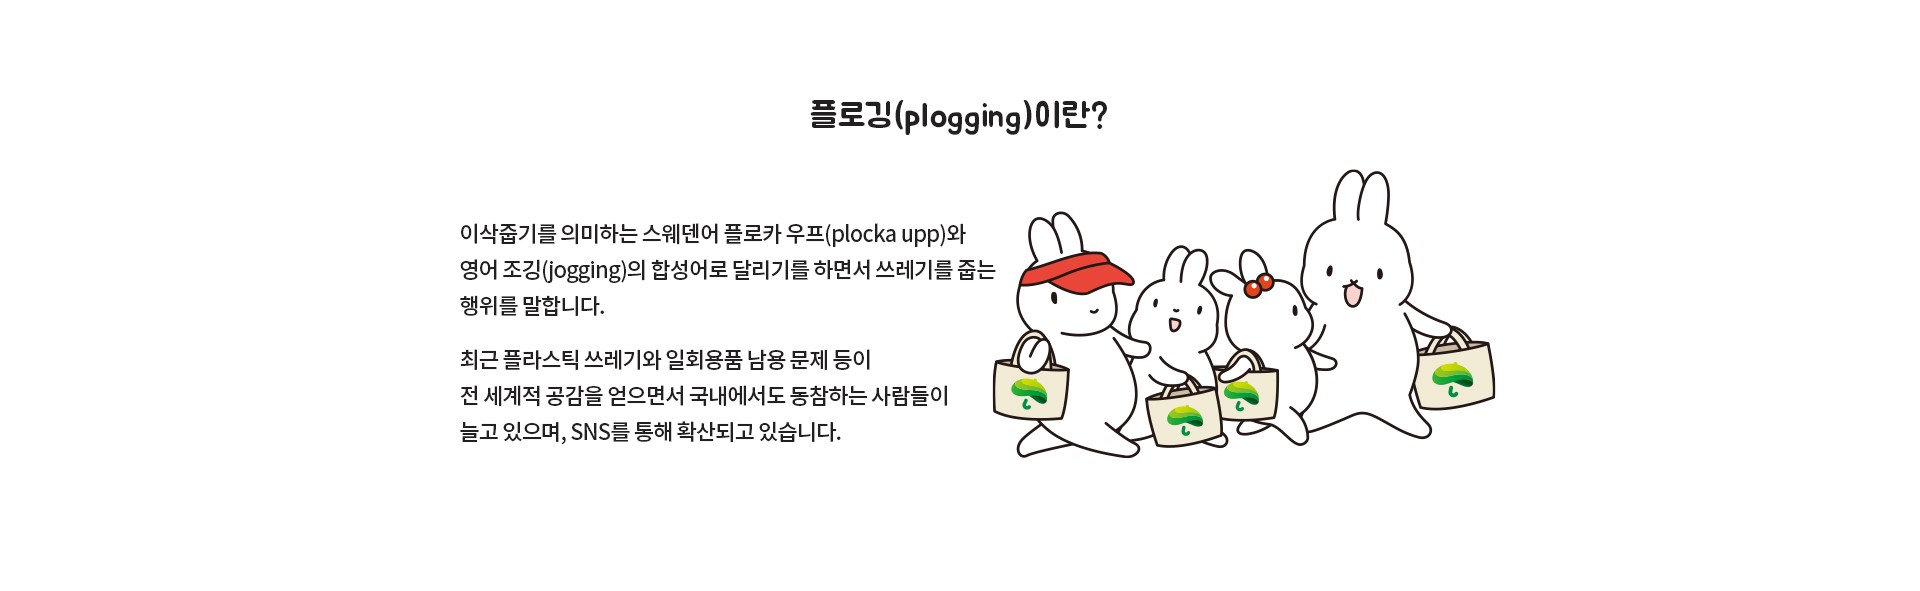 플로깅(plogging)이란?
이삭줍기를 의미하는 스웨덴어 플로카 우프(plocka upp)와
영어 조깅(jogging)의 합성어로 달리기를 하면서 쓰레기를 줍는
행위를 말합니다.
최근 플라스틱 쓰레기와 일회용품 남용 문제 등이
전 세계적 공감을 얻으면서 국내에서도 동참하는 사람들이
늘고 있으며, SNS를 통해 확산되고 있습니다.